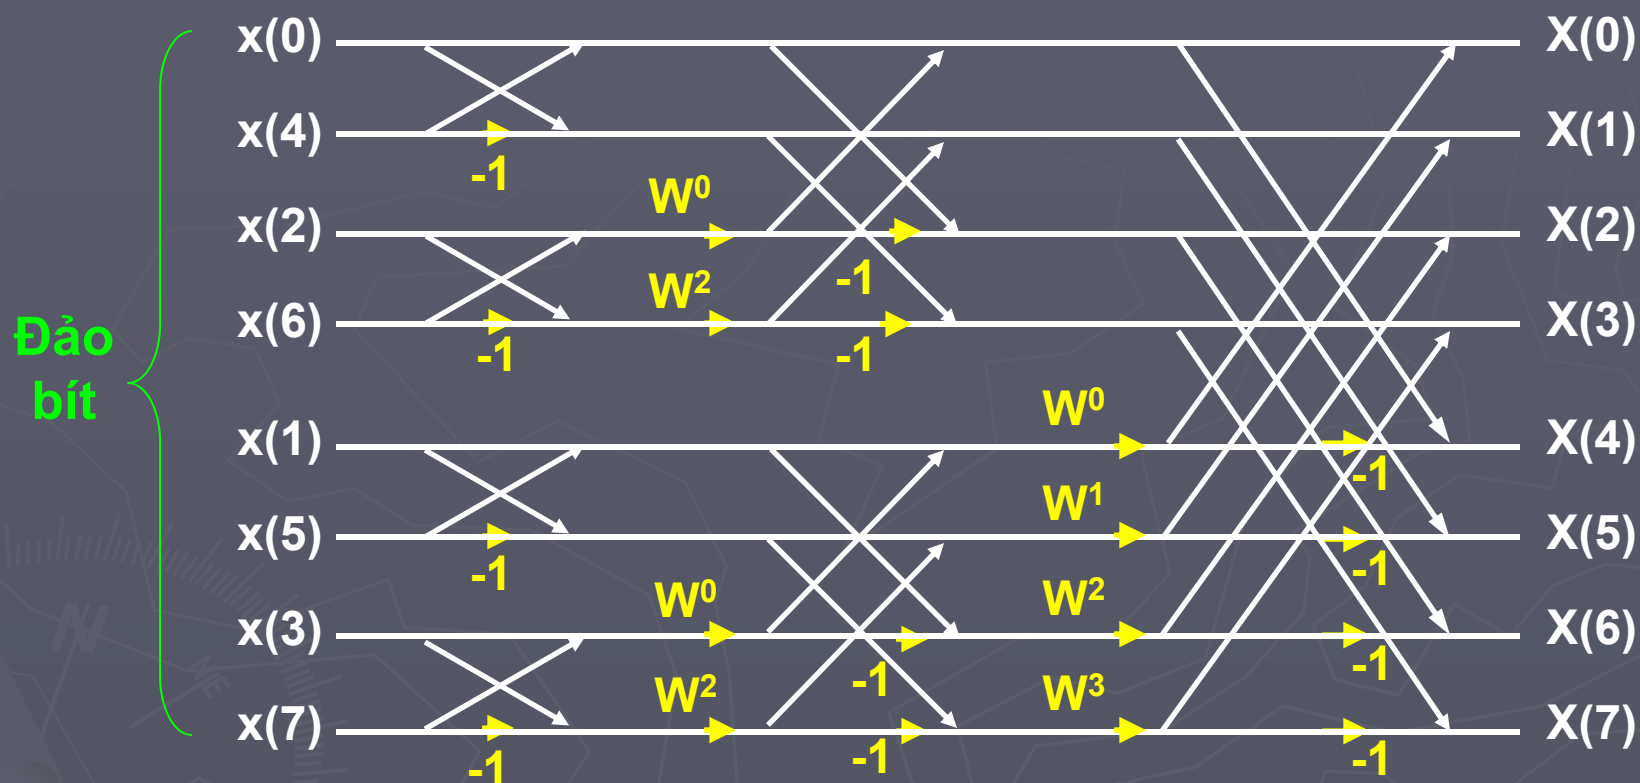 x(0) X(0)
x(4) X(1)
-1
W⁰
x(2) X(2)
W² -1
x(6) X(3)
-1 -1
Đảo
bít
W⁰
x(1) X(4)
-1
W¹
x(5) X(5)
-1 -1
W⁰ W²
x(3) X(6)
-1 -1
W² W³
x(7) X(7)
-1 -1 -1
N
NE